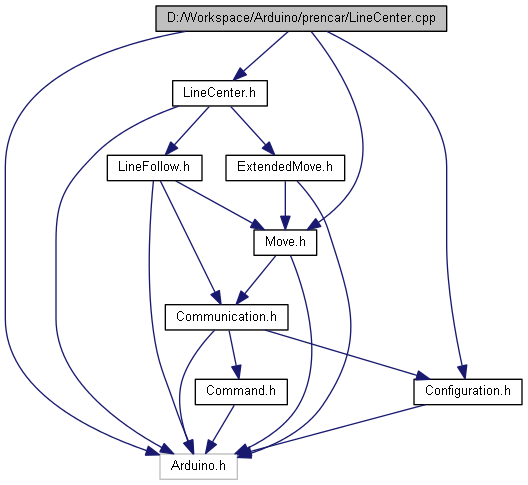 D:/Workspace/Arduino/prencar/LineCenter.cpp
LineCenter.h
LineFollow.h
ExtendedMove.h
Move.h
Communication.h
Command.h
Configuration.h
Arduino.h